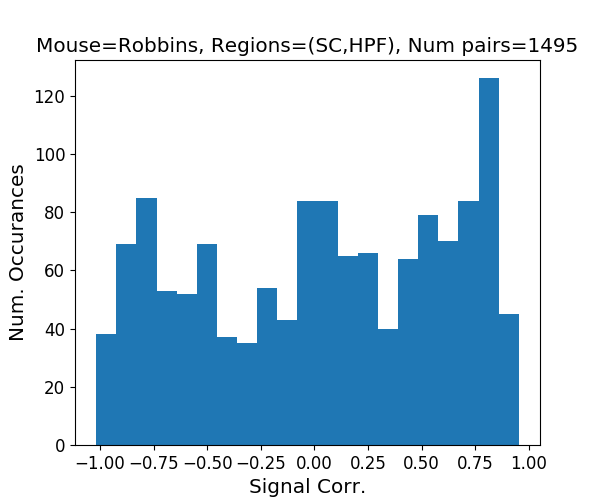 Mouse=Robbins, Regions=(SC,HPF), Num pairs=1495
Num. Occurances
120
100
80
60
40
20
0
−1.00 −0.75 −0.50 −0.25 0.00 0.25 0.50 0.75 1.00
Signal Corr.